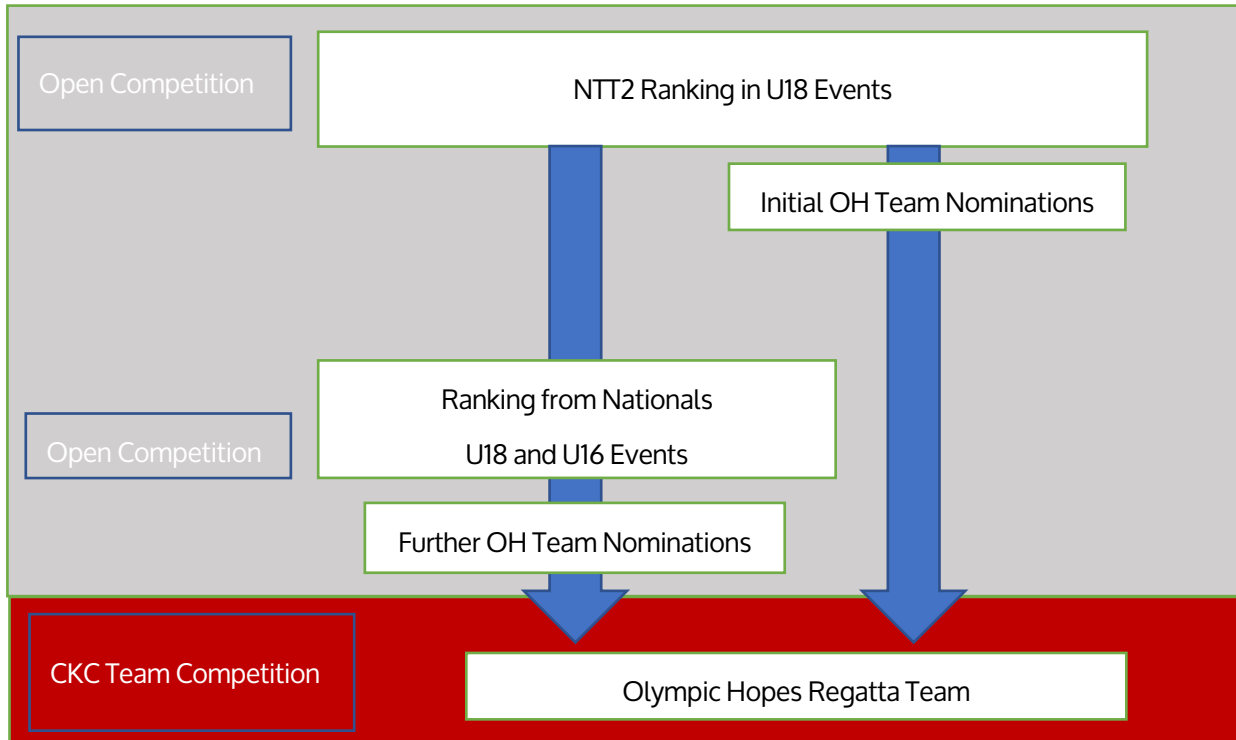 Open Competition
NTT2 Ranking in U18 Events
Initial OH Team Nominations
Open Competition
Ranking from Nationals
U18 and U16 Events
Further OH Team Nominations
CKC Team Competition
Olympic Hopes Regatta Team